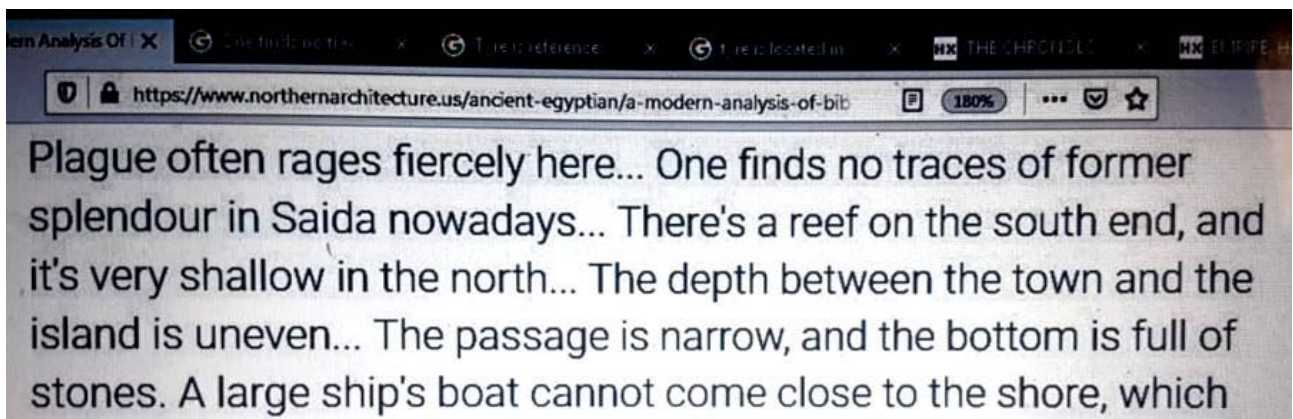 ern Analysis Of
https://www.northernarchitecture.us/ancient-egyptian/a-modern-analysis-of-bib
180%
Plague often rages fiercely here... One finds no traces of former
splendour in Saida nowadays... There's a reef on the south end, and
it's very shallow in the north... The depth between the town and the
island is uneven... The passage is narrow, and the bottom is full of
stones. A large ship's boat cannot come close to the shore, which